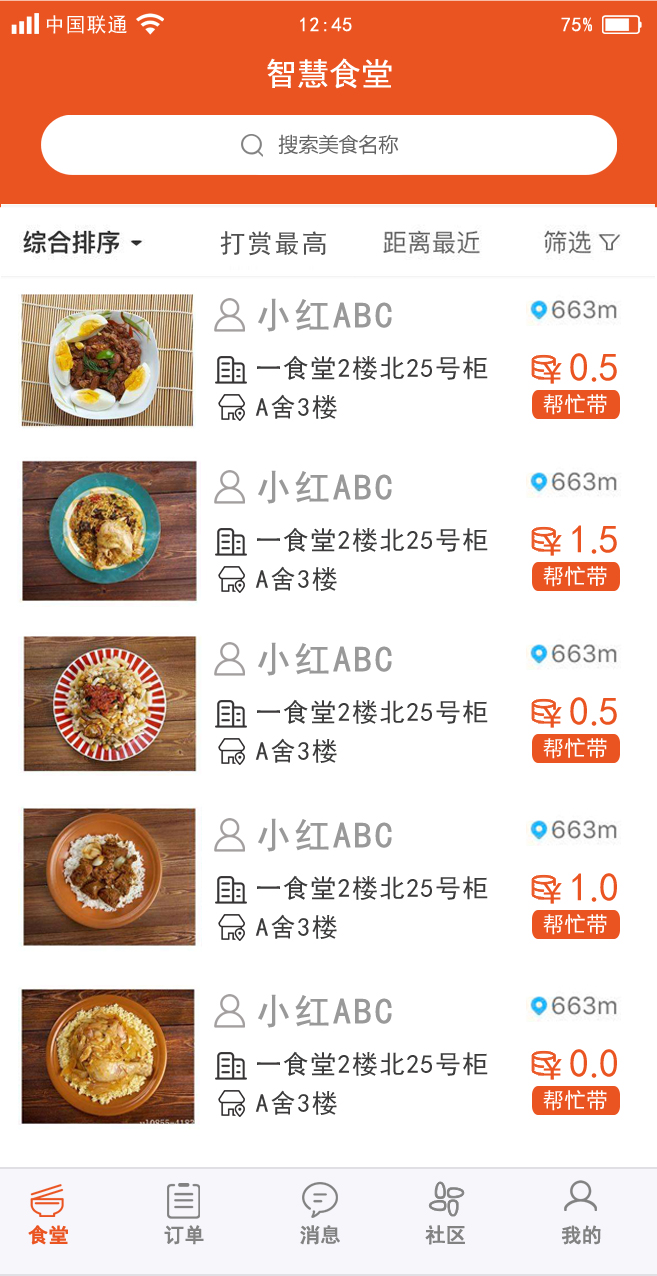 中国联通 12:45 75%
智慧食堂
搜索美食名称
综合排序 打赏最高 距离最近 筛选
小红ABC 663m
一食堂2楼北25号柜 0.5
A舍3楼 帮忙带
小红ABC 663m
一食堂2楼北25号柜 1.5
A舍3楼 帮忙带
小红ABC 663m
一食堂2楼北25号柜 0.5
A舍3楼 帮忙带
小红ABC 663m
一食堂2楼北25号柜 1.0
A舍3楼 帮忙带
小红ABC 663m
一食堂2楼北25号柜 0.0
A舍3楼 帮忙带
食堂 订单 消息 社区 我的